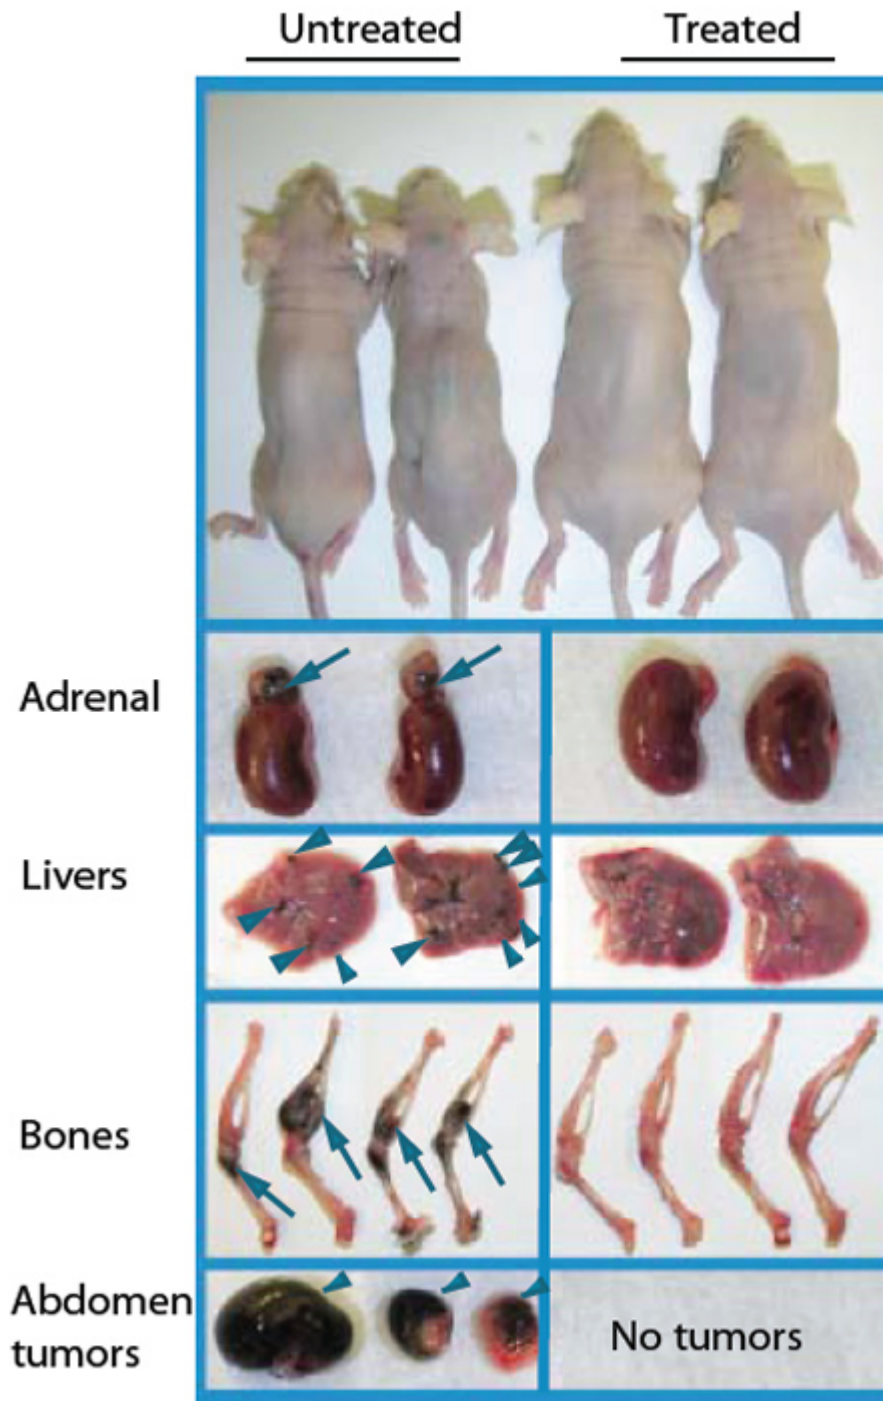 Untreated
Treated
Adrenal
Livers
Bones
Abdomen
tumors
No tumors